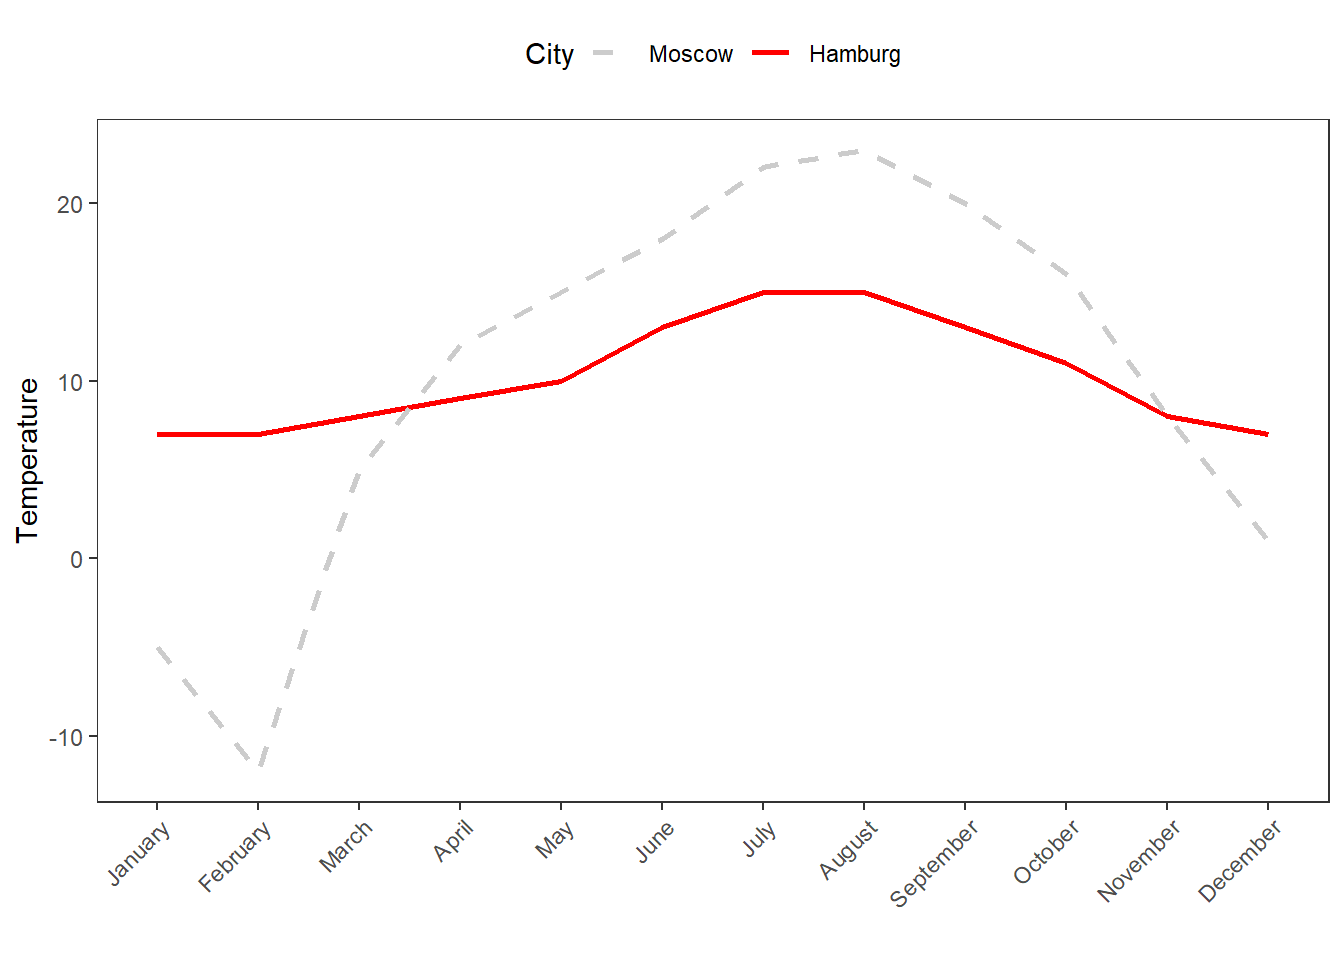 City Moscow Hamburg
Temperature
20
10
0
-10
January February March April May June July August September October November December